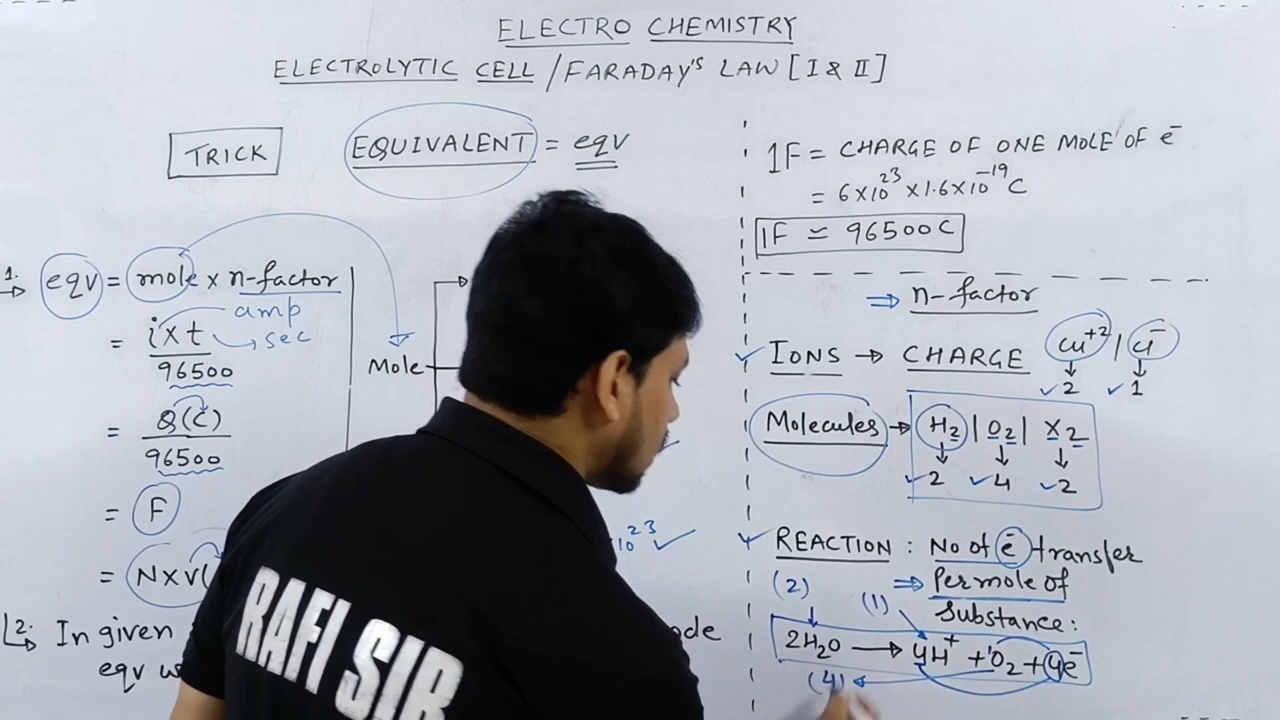 ELECTRO CHEMISTRY
ELECTROLYTIC CELL / FARADAY'S LAW [I & II]
TRICK
EQUIVALENT = eqv
1. eqv = mole × n-factor
amp
= i×t
sec
96500
= Q(C)
96500
= F
= N×V(
Mole
10²³
2. In given
ode
eqv
1F = CHARGE OF ONE MOLE OF e⁻
= 6×10²³ × 1.6×10⁻¹⁹ C
1F ≃ 96500C
⇒ n-factor
✓ IONS → CHARGE Cu⁺² | Cl⁻
↓ ↓
✓2 ✓1
Molecules → H₂ | O₂ | X₂
↓ ↓ ↓
✓2 ✓4 ✓2
✓ REACTION : No of e⁻ transfer
⇒ Per mole of
Substance:
(2) (1)
2H₂O → 4H⁺ + 1O₂ + 4e⁻
(4)
RAFI SIR